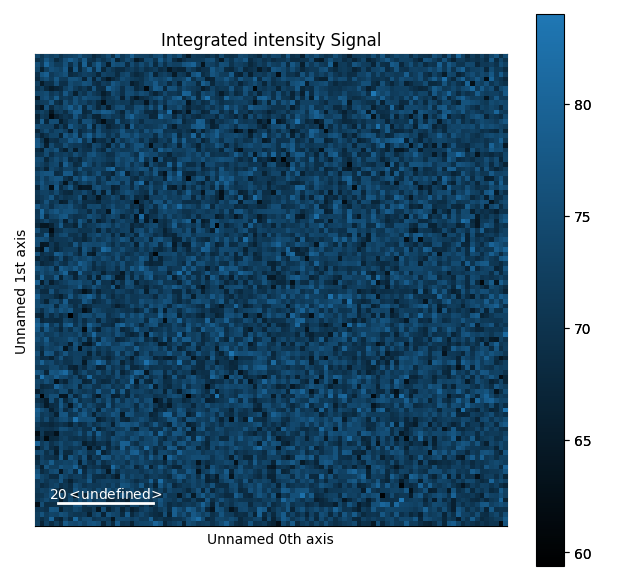 Integrated intensity Signal
Unnamed 1st axis
20 <undefined>
Unnamed 0th axis
80
75
70
65
60